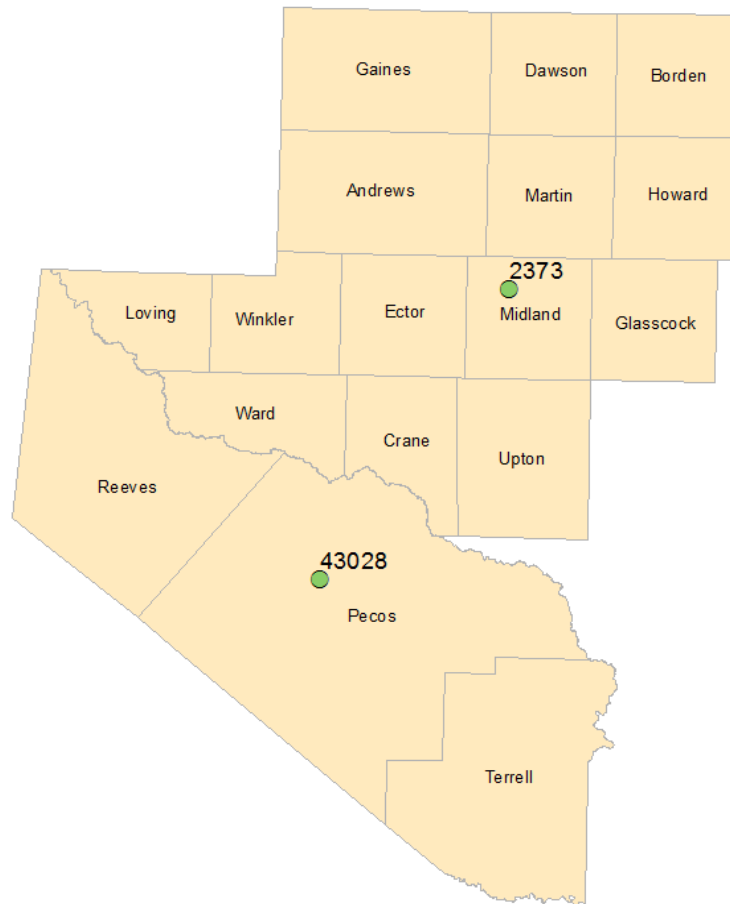 Gaines
Dawson
Borden
Andrews
Martin
Howard
2373
Loving
Winkler
Ector
Midland
Glasscock
Ward
Crane
Upton
Reeves
43028
Pecos
Terrell